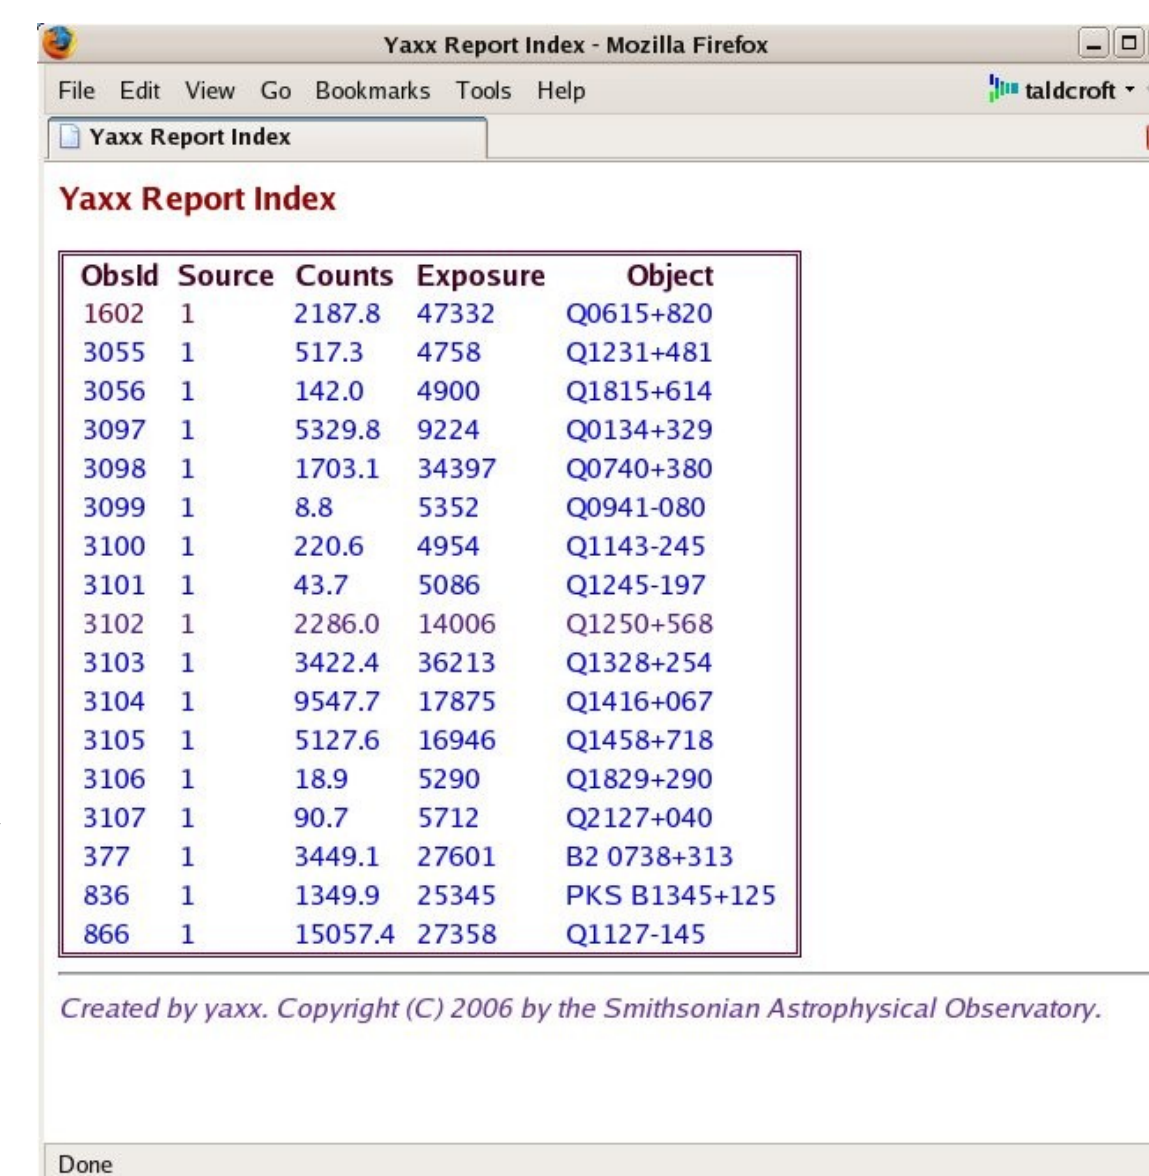 Yaxx Report Index - Mozilla Firefox
File Edit View Go Bookmarks Tools Help taldcroft
Yaxx Report Index
Yaxx Report Index
ObsId Source Counts Exposure Object
1602 1 2187.8 47332 Q0615+820
3055 1 517.3 4758 Q1231+481
3056 1 142.0 4900 Q1815+614
3097 1 5329.8 9224 Q0134+329
3098 1 1703.1 34397 Q0740+380
3099 1 8.8 5352 Q0941-080
3100 1 220.6 4954 Q1143-245
3101 1 43.7 5086 Q1245-197
3102 1 2286.0 14006 Q1250+568
3103 1 3422.4 36213 Q1328+254
3104 1 9547.7 17875 Q1416+067
3105 1 5127.6 16946 Q1458+718
3106 1 18.9 5290 Q1829+290
3107 1 90.7 5712 Q2127+040
377 1 3449.1 27601 B2 0738+313
836 1 1349.9 25345 PKS B1345+125
866 1 15057.4 27358 Q1127-145
Created by yaxx. Copyright (C) 2006 by the Smithsonian Astrophysical Observatory.
Done